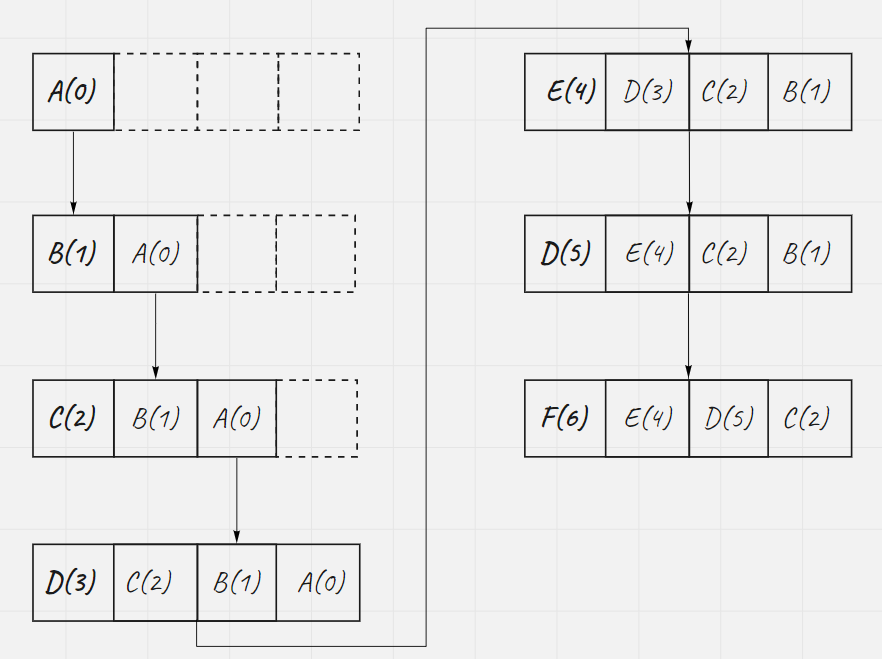 A(0)
B(1) A(0)
C(2) B(1) A(0)
D(3) C(2) B(1) A(0)
E(4) D(3) C(2) B(1)
D(5) E(4) C(2) B(1)
F(6) E(4) D(5) C(2)